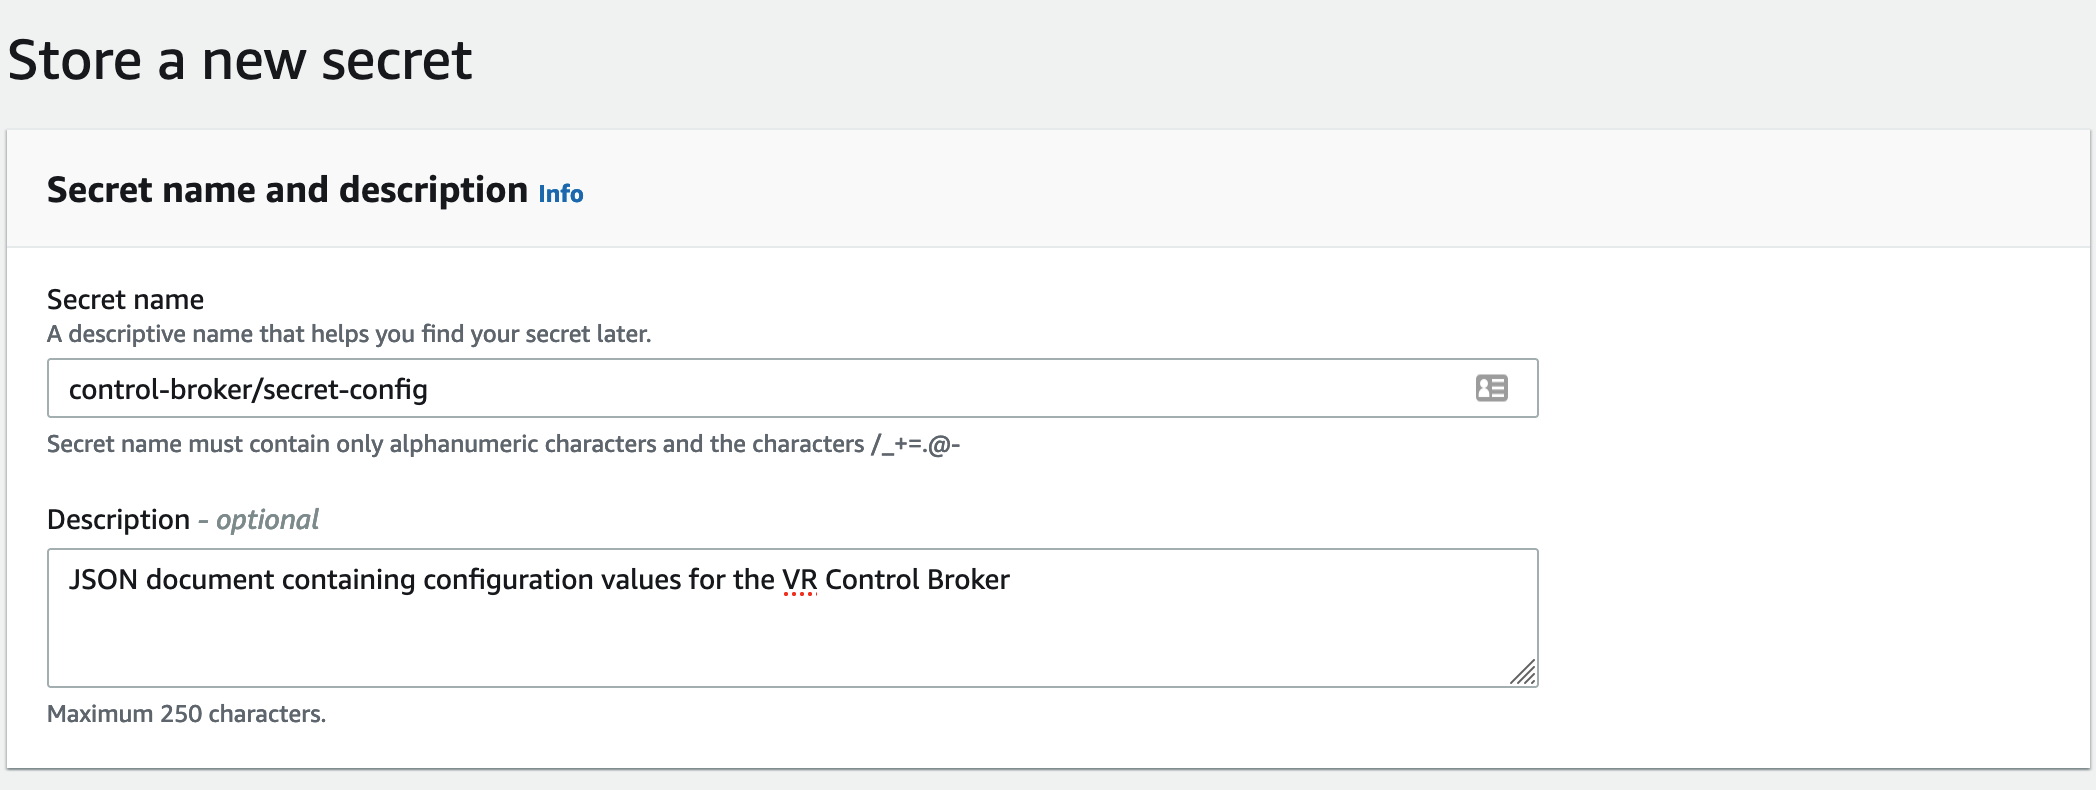 Store a new secret
Secret name and description Info
Secret name
A descriptive name that helps you find your secret later.
control-broker/secret-config
Secret name must contain only alphanumeric characters and the characters /_+=.@-
Description - optional
JSON document containing configuration values for the VR Control Broker
Maximum 250 characters.